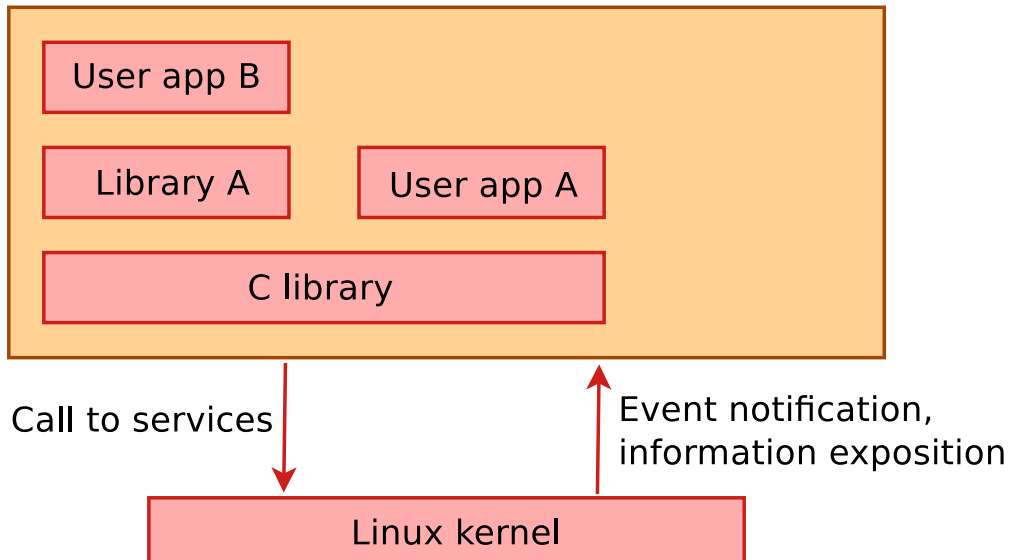 User app B
Library A
User app A
C library
Call to services
Event notification,
information exposition
Linux kernel